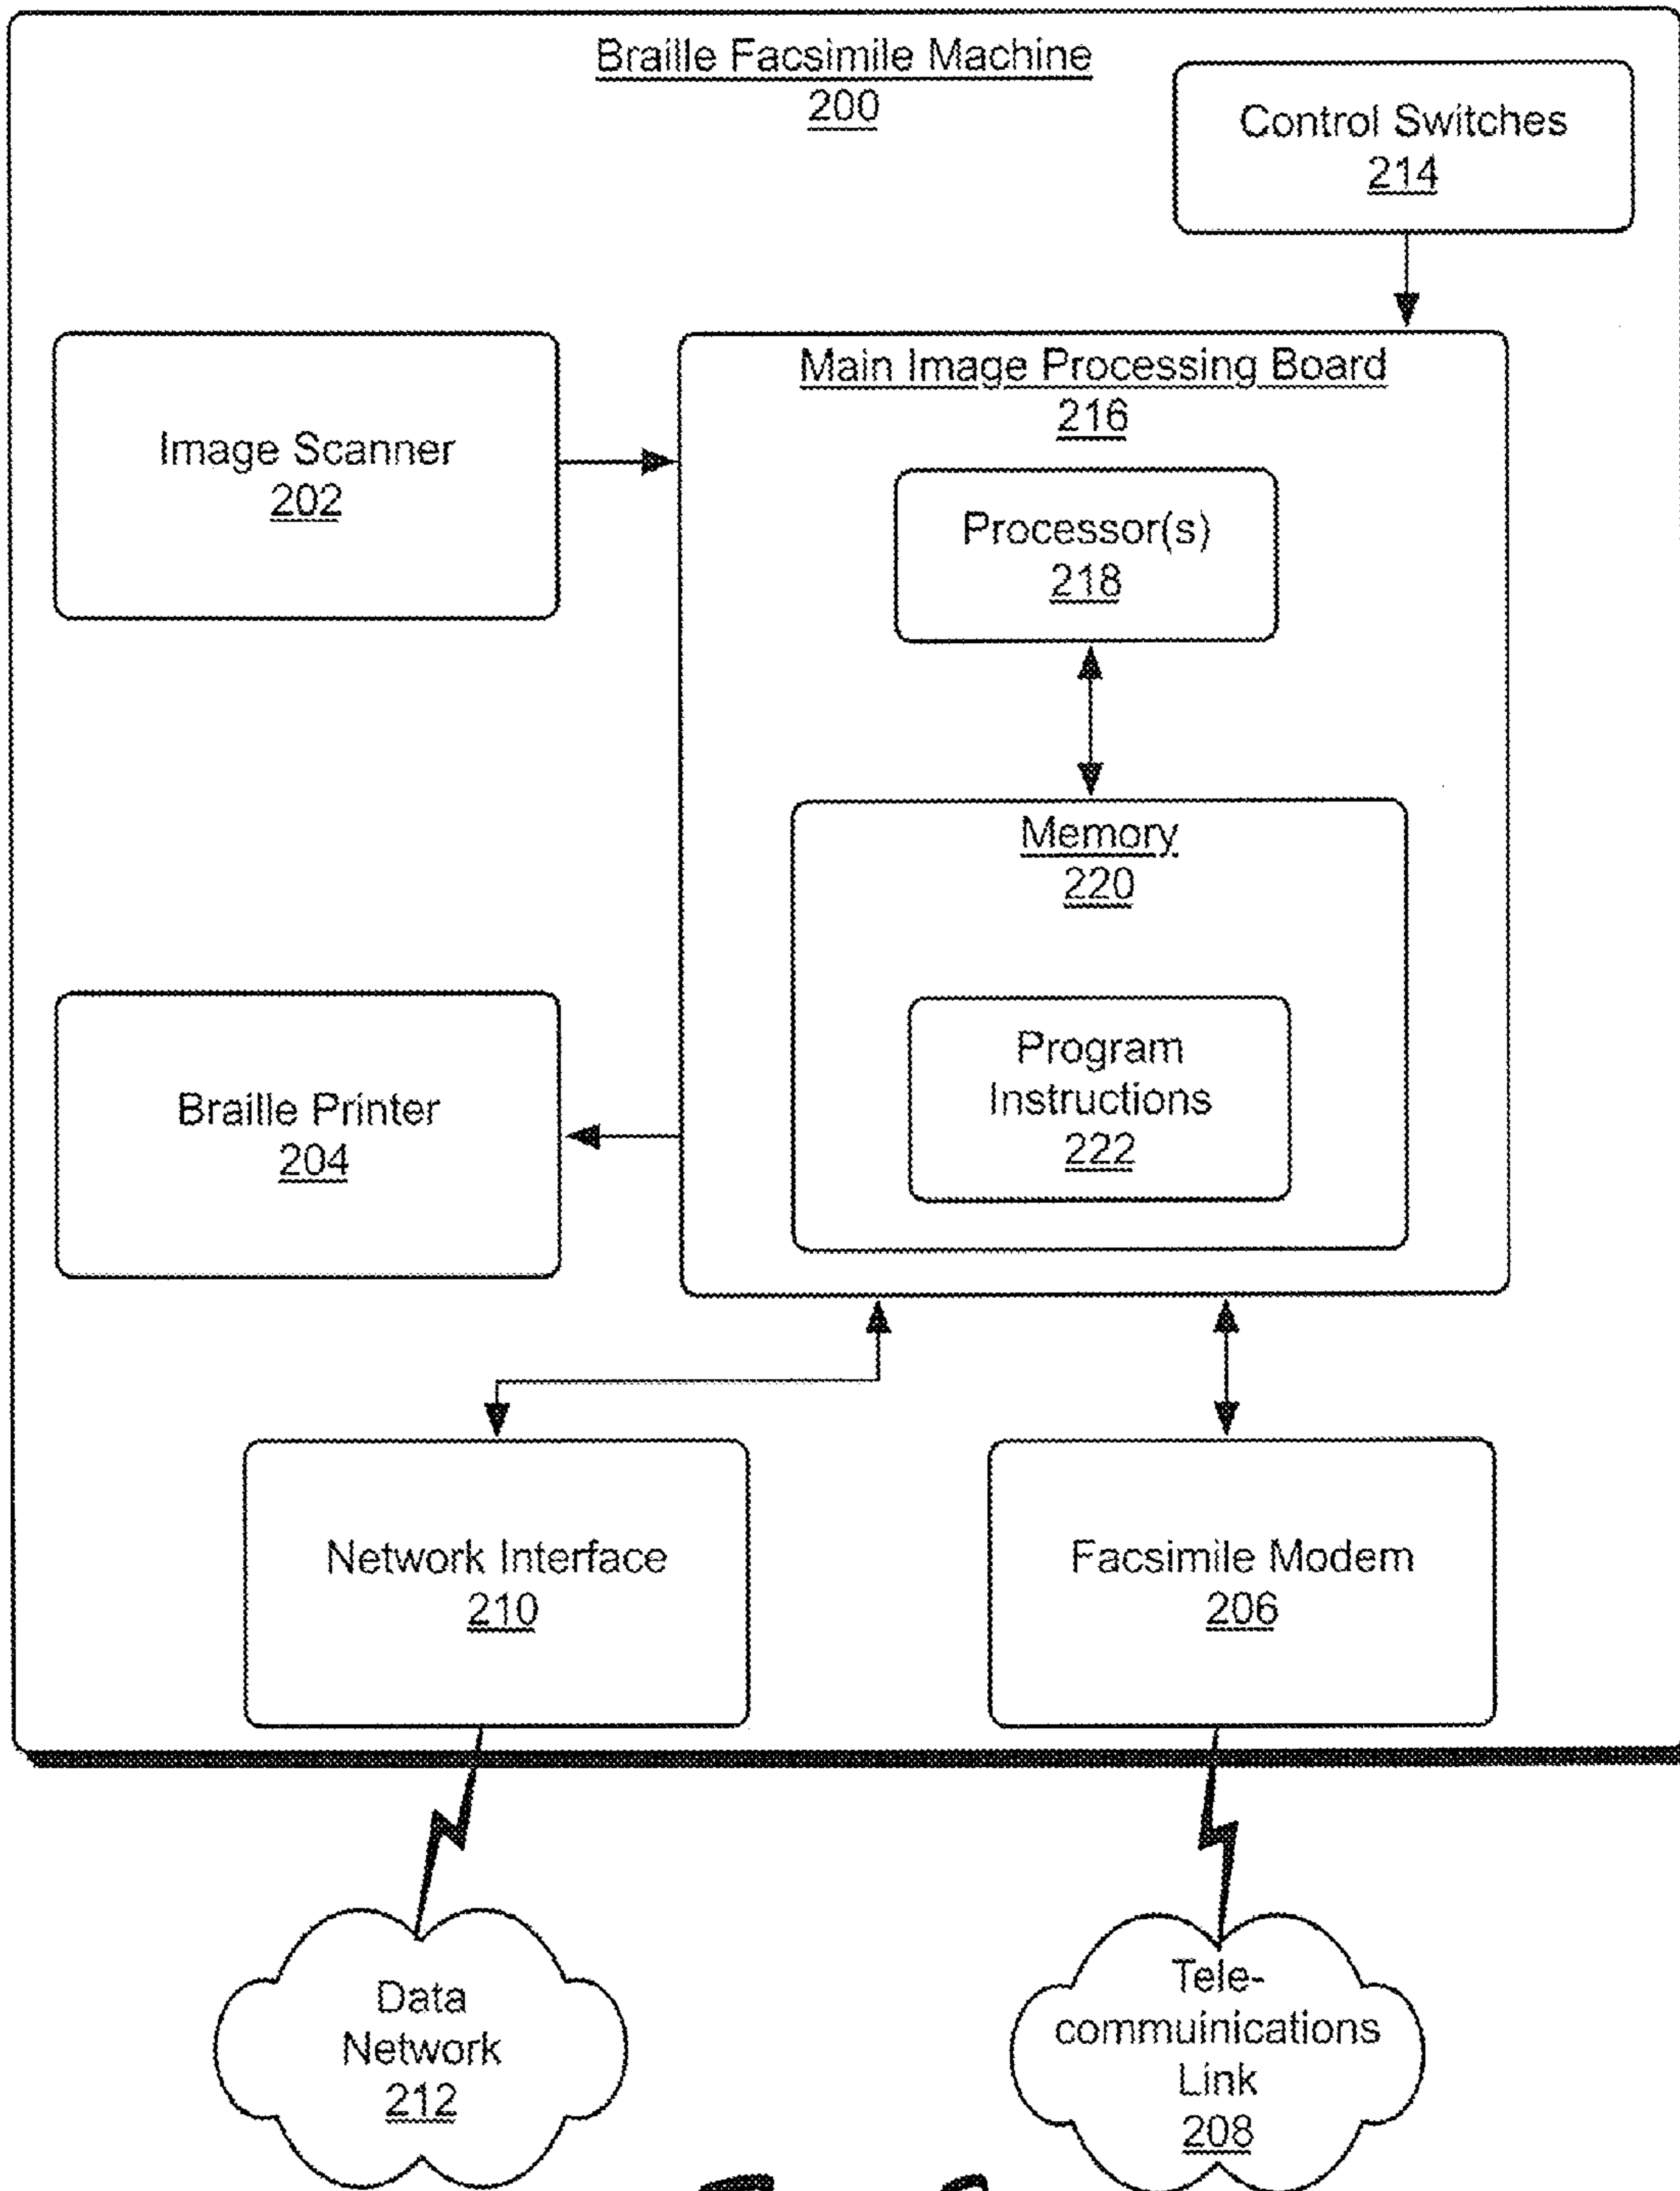 Braille Facsimile Machine
200
Control Switches
214
Image Scanner
202
Main Image Processing Board
216
Processor(s)
218
Memory
220
Program
Instructions
222
Braille Printer
204
Network Interface
210
Facsimile Modem
206
Data
Network
212
Tele-
commuinications
Link
208